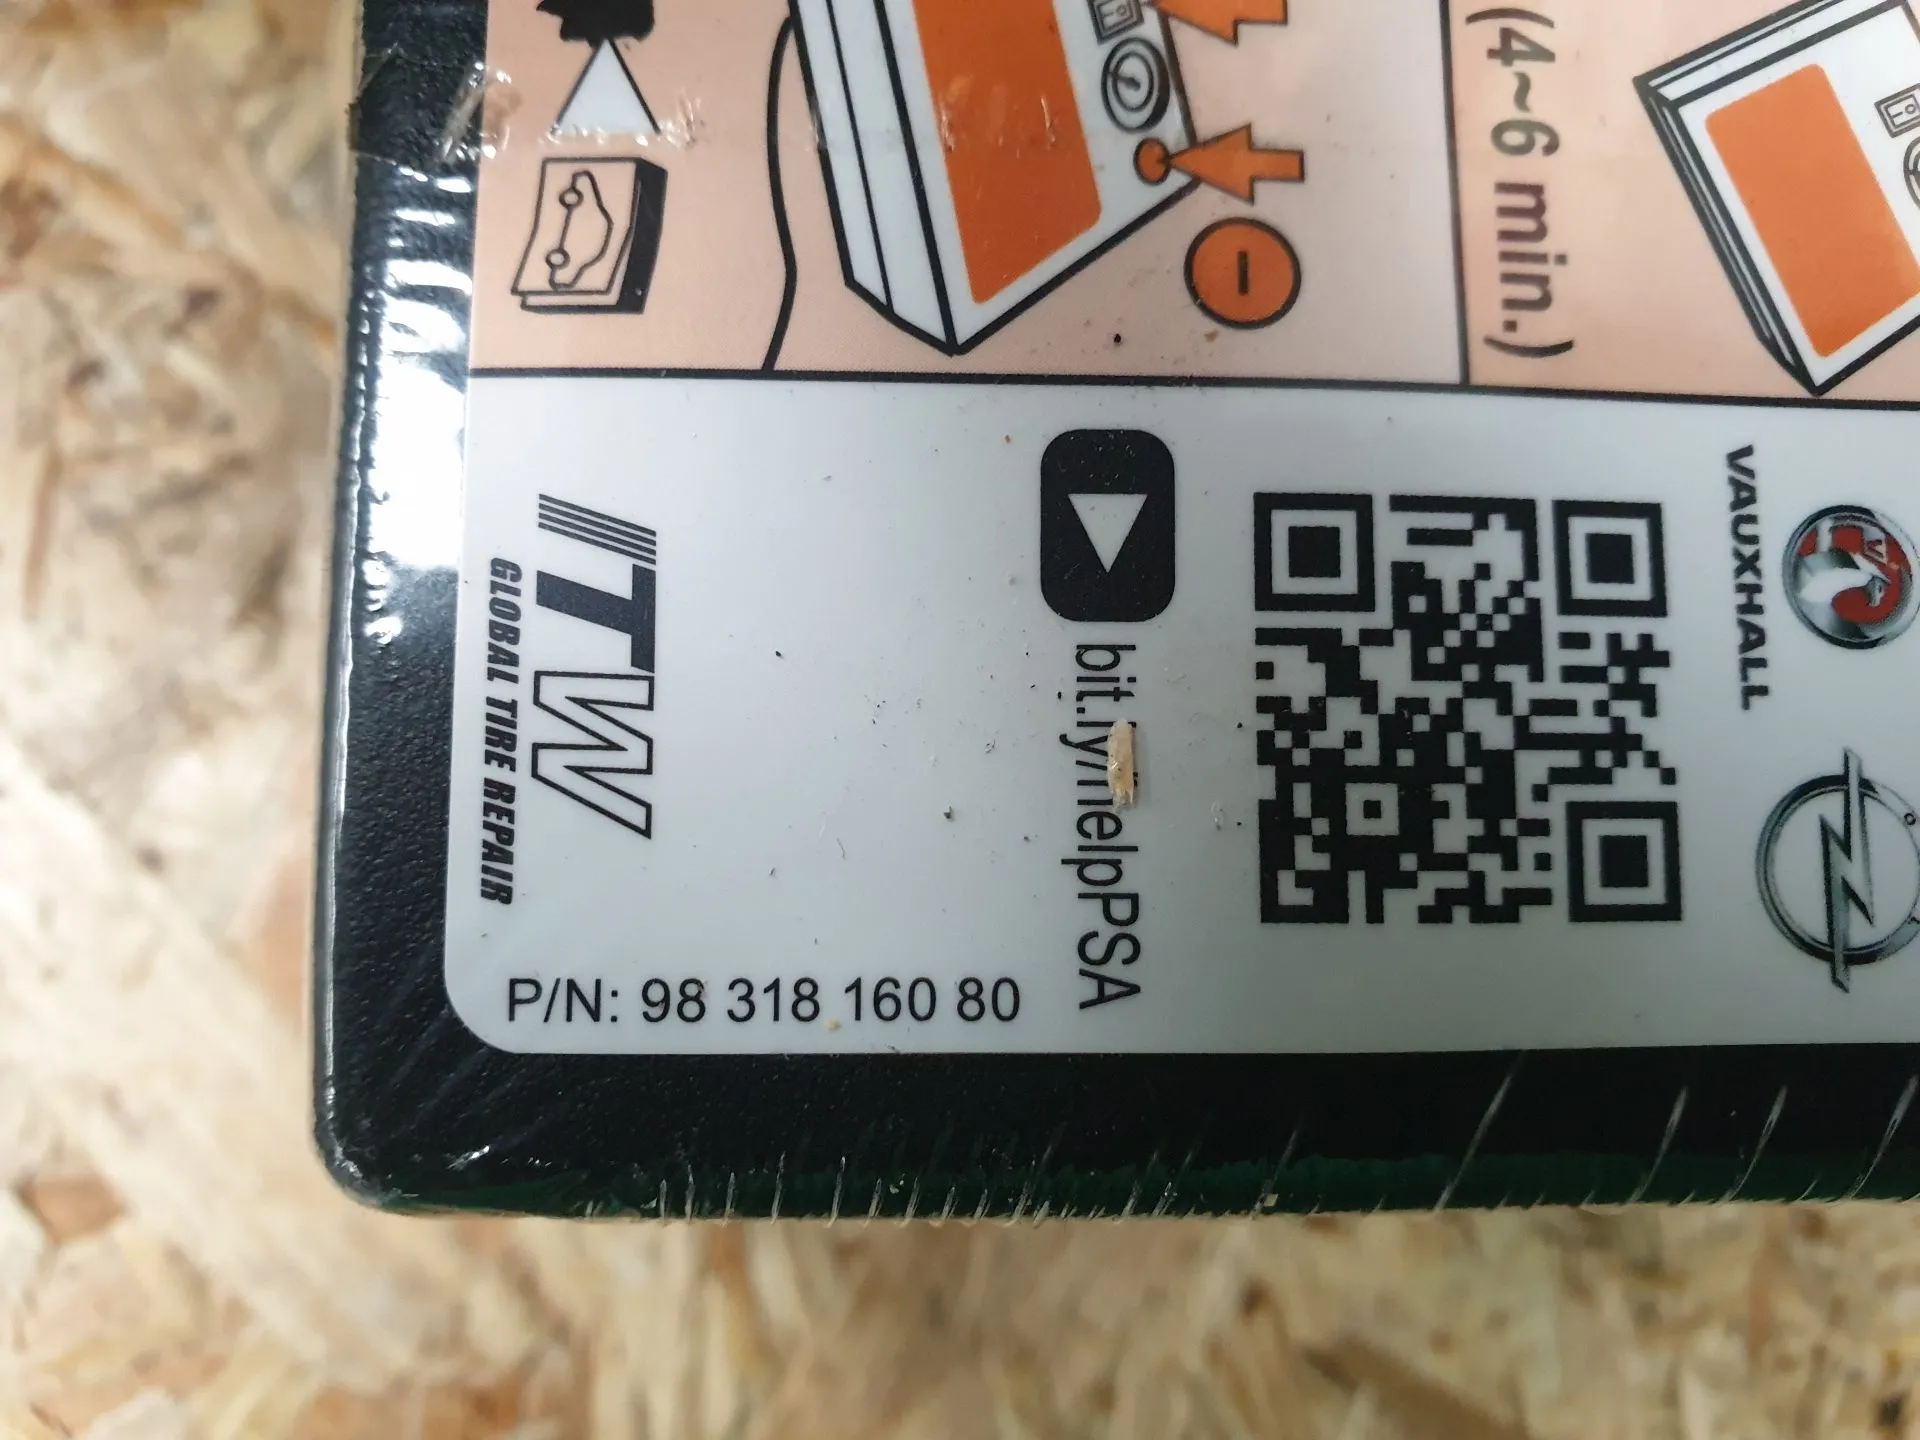 (4~6 min.)
VAUXHALL
bit.ly/helpPSA
ITW
GLOBAL TIRE REPAIR
P/N: 98 318 160 80